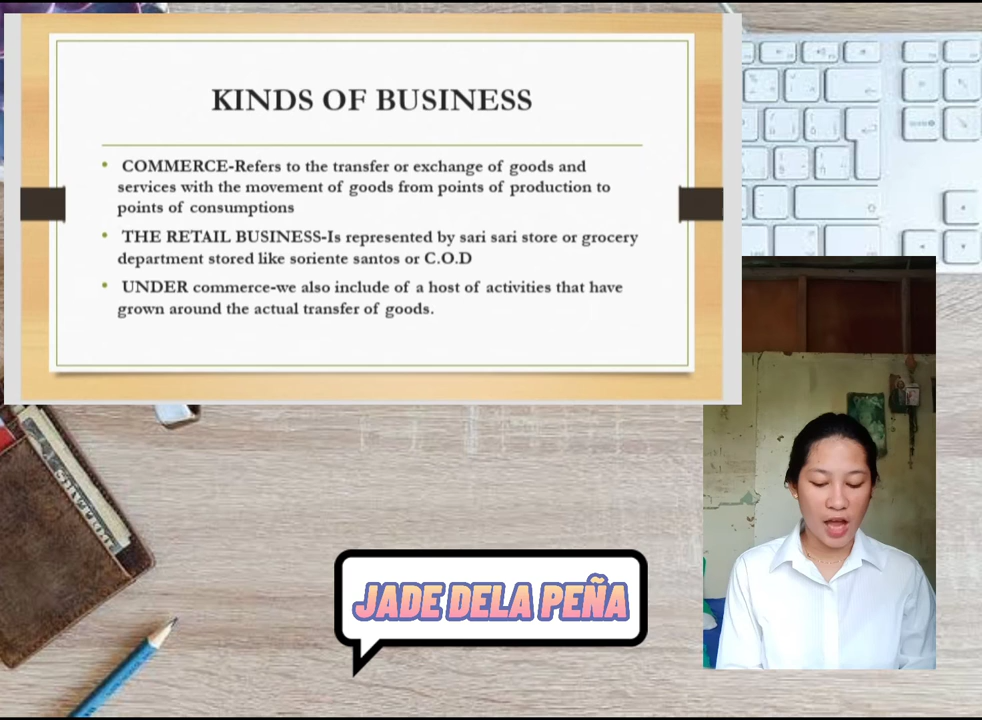 KINDS OF BUSINESS
• COMMERCE-Refers to the transfer or exchange of goods and
services with the movement of goods from points of production to
points of consumptions
• THE RETAIL BUSINESS-Is represented by sari sari store or grocery
department stored like soriente santos or C.O.D
• UNDER commerce-we also include of a host of activities that have
grown around the actual transfer of goods.
JADE DELA PEÑA